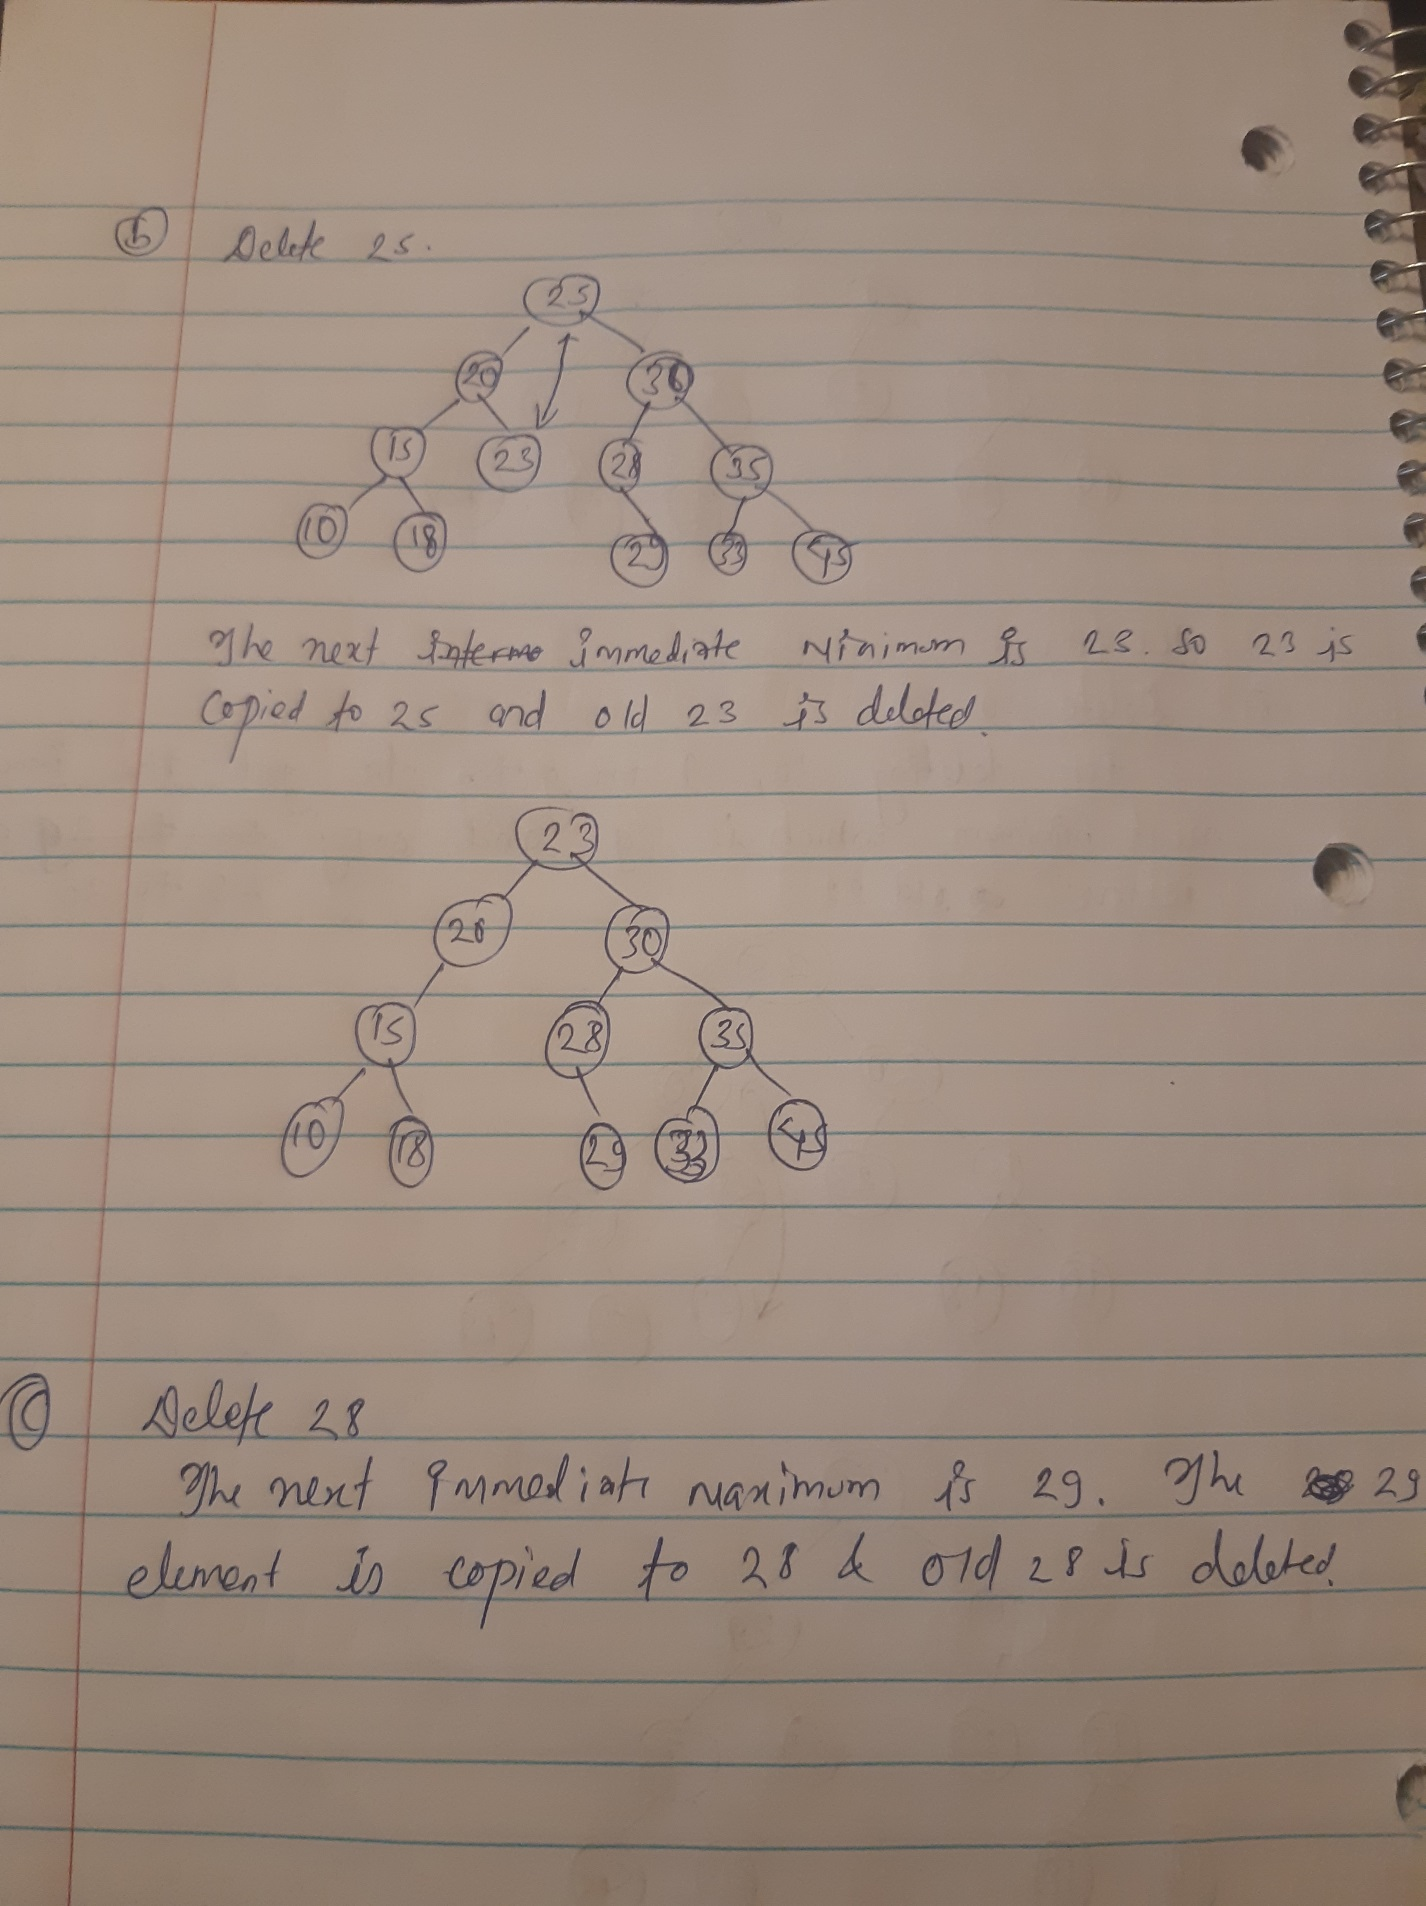 b Delete 25.
25
20 30
15 23 28 35
10 18 29 33 45
The next interme immediate Minimum is 23. So 23 is
copied to 25 and old 23 is deleted.
23
20 30
15 28 35
10 18 29 33 45
C Delete 28
The next immediate maximum is 29. The 29
element is copied to 28 & old 28 is deleted.